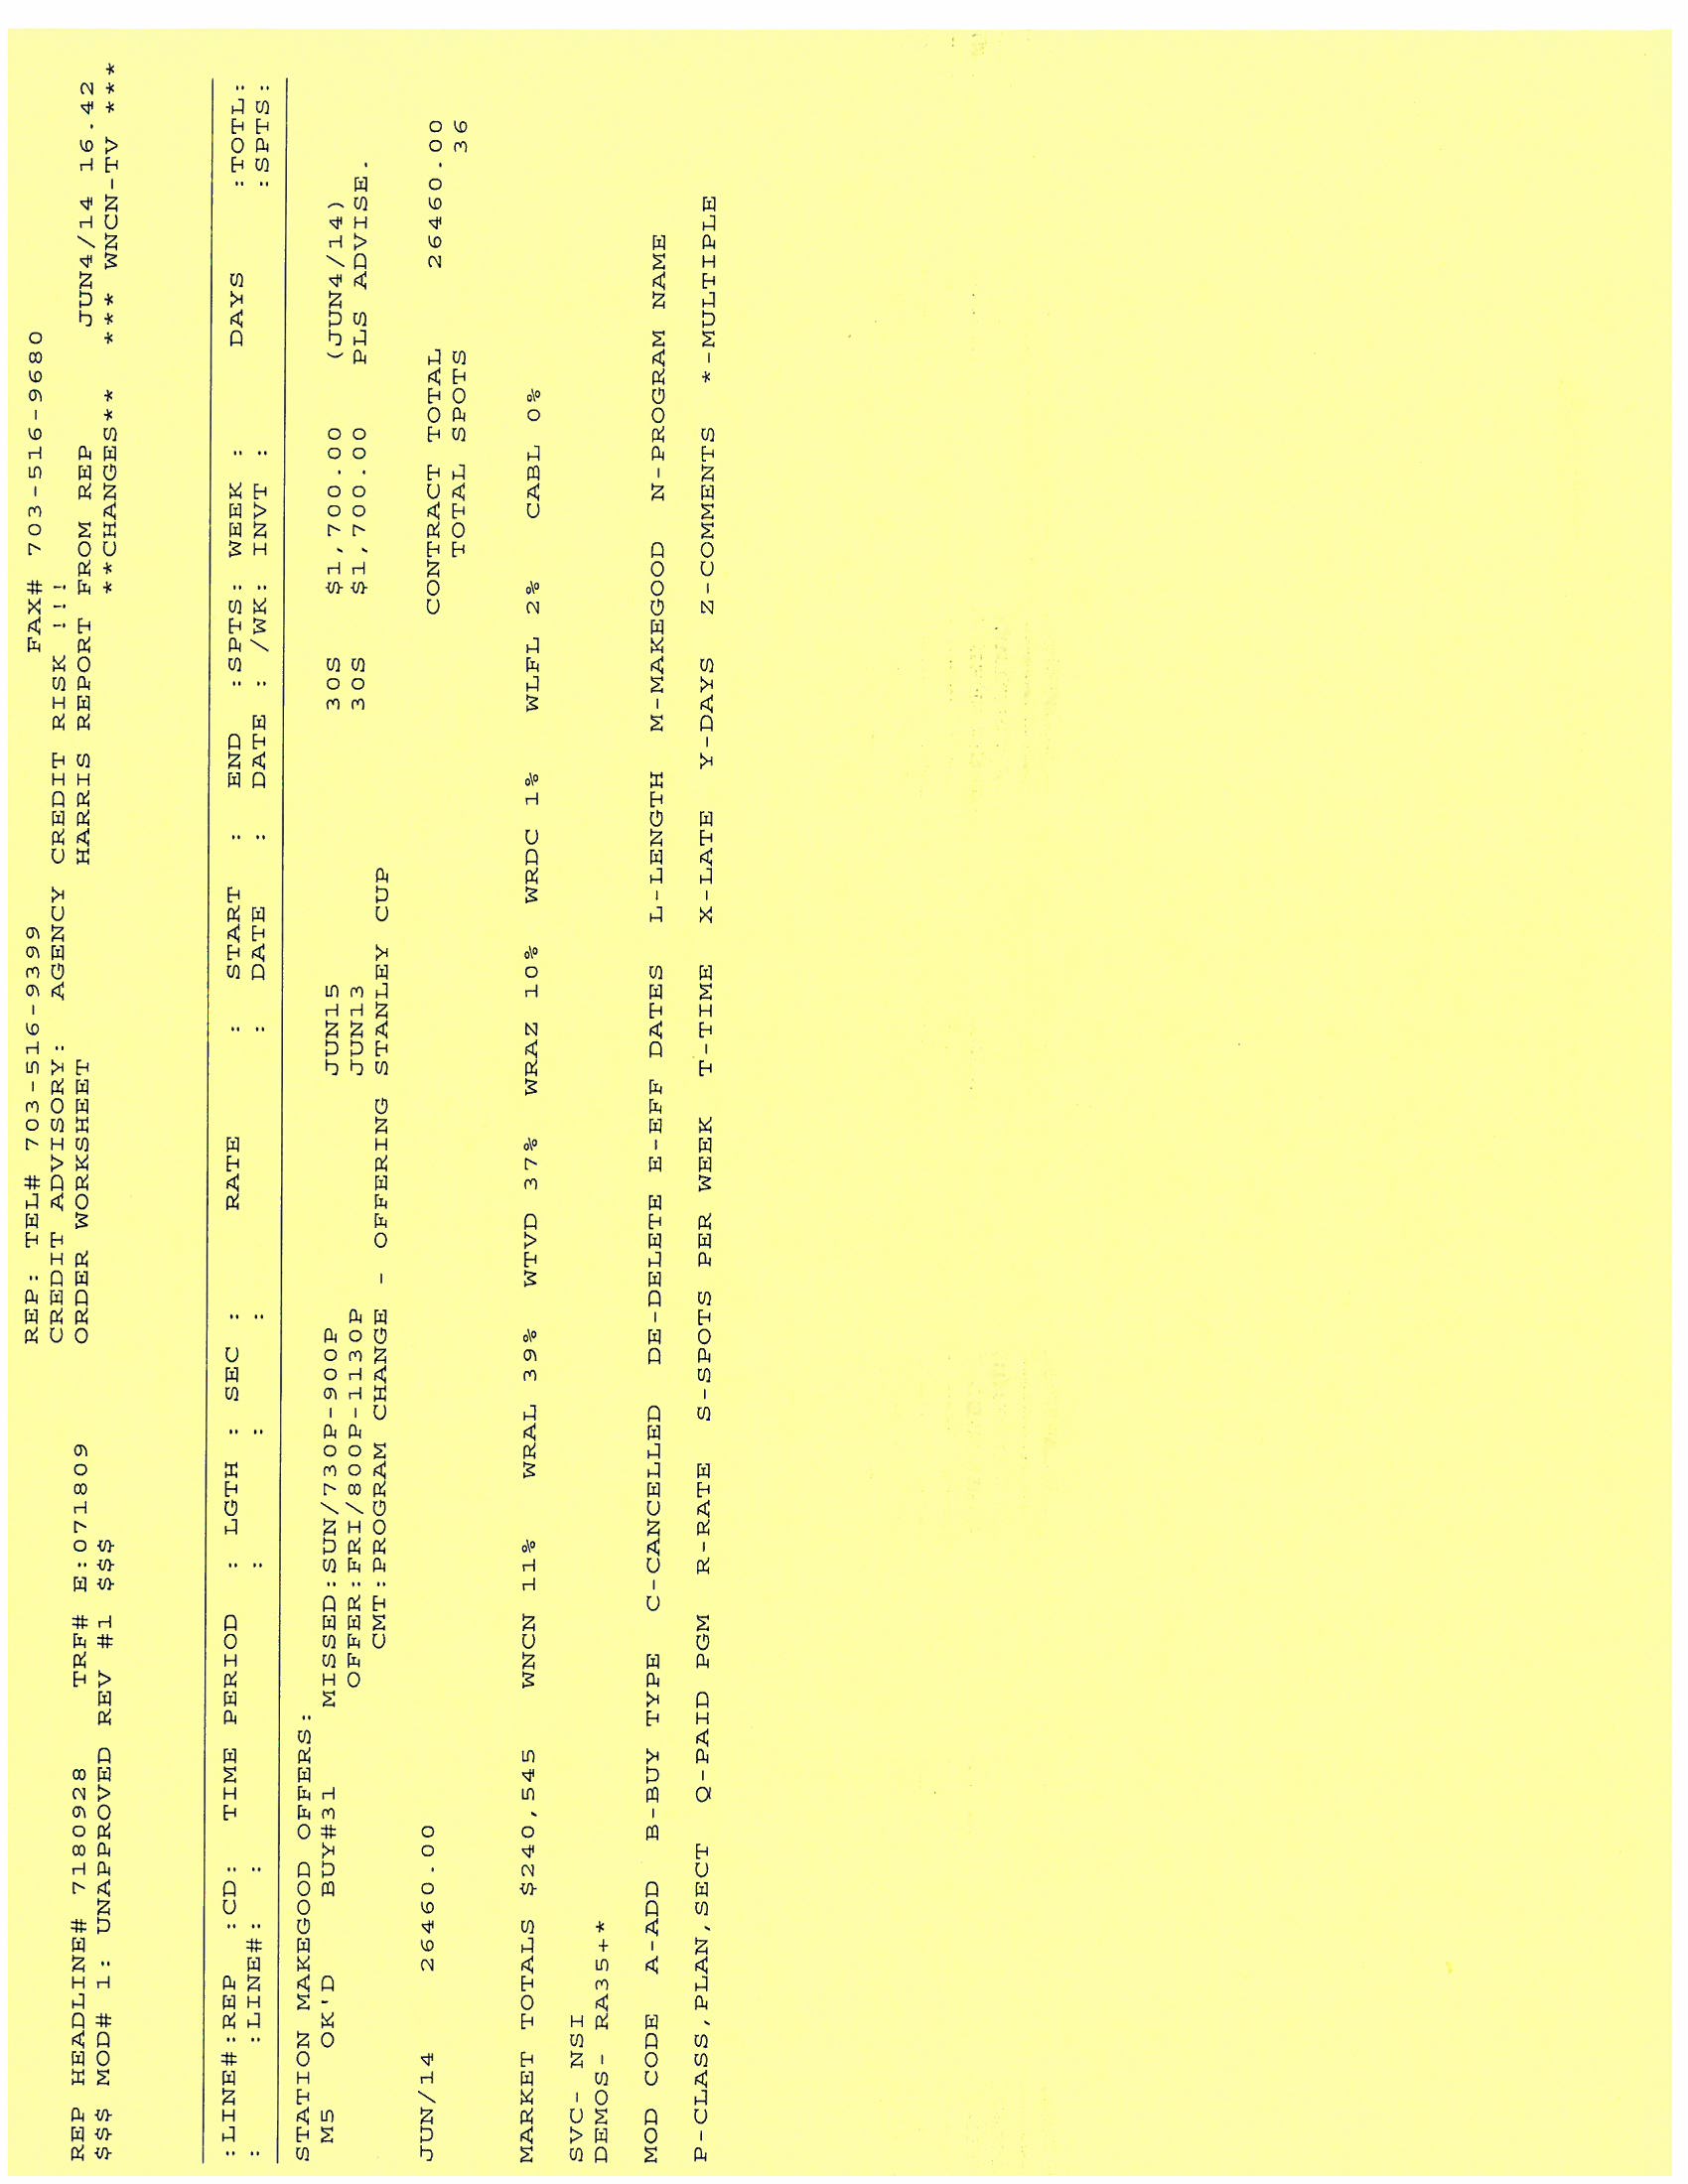 REP: TEL# 703-516-9399 FAX# 703-516-9680
CREDIT ADVISORY: AGENCY CREDIT RISK !!!
REP HEADLINE# 7180928 TRF# E:071809 ORDER WORKSHEET HARRIS REPORT FROM REP JUN4/14 16.42
$$$ MOD# 1: UNAPPROVED REV #1 $$$ **CHANGES** *** WNCN-TV ***
:LINE#:REP :CD: TIME PERIOD : LGTH : SEC : RATE : START : END :SPTS: WEEK : DAYS :TOTL:
: :LINE#: : : : : : DATE : DATE : /WK: INVT : :SPTS:
STATION MAKEGOOD OFFERS:
M5 OK'D BUY#31 MISSED:SUN/730P-900P JUN15 30S $1,700.00 (JUN4/14)
OFFER:FRI/800P-1130P JUN13 30S $1,700.00 PLS ADVISE.
CMT:PROGRAM CHANGE - OFFERING STANLEY CUP
JUN/14 26460.00 CONTRACT TOTAL 26460.00
TOTAL SPOTS 36
MARKET TOTALS $240,545 WNCN 11% WRAL 39% WTVD 37% WRAZ 10% WRDC 1% WLFL 2% CABL 0%
SVC- NSI
DEMOS- RA35+*
MOD CODE A-ADD B-BUY TYPE C-CANCELLED DE-DELETE E-EFF DATES L-LENGTH M-MAKEGOOD N-PROGRAM NAME
P-CLASS,PLAN,SECT Q-PAID PGM R-RATE S-SPOTS PER WEEK T-TIME X-LATE Y-DAYS Z-COMMENTS *-MULTIPLE